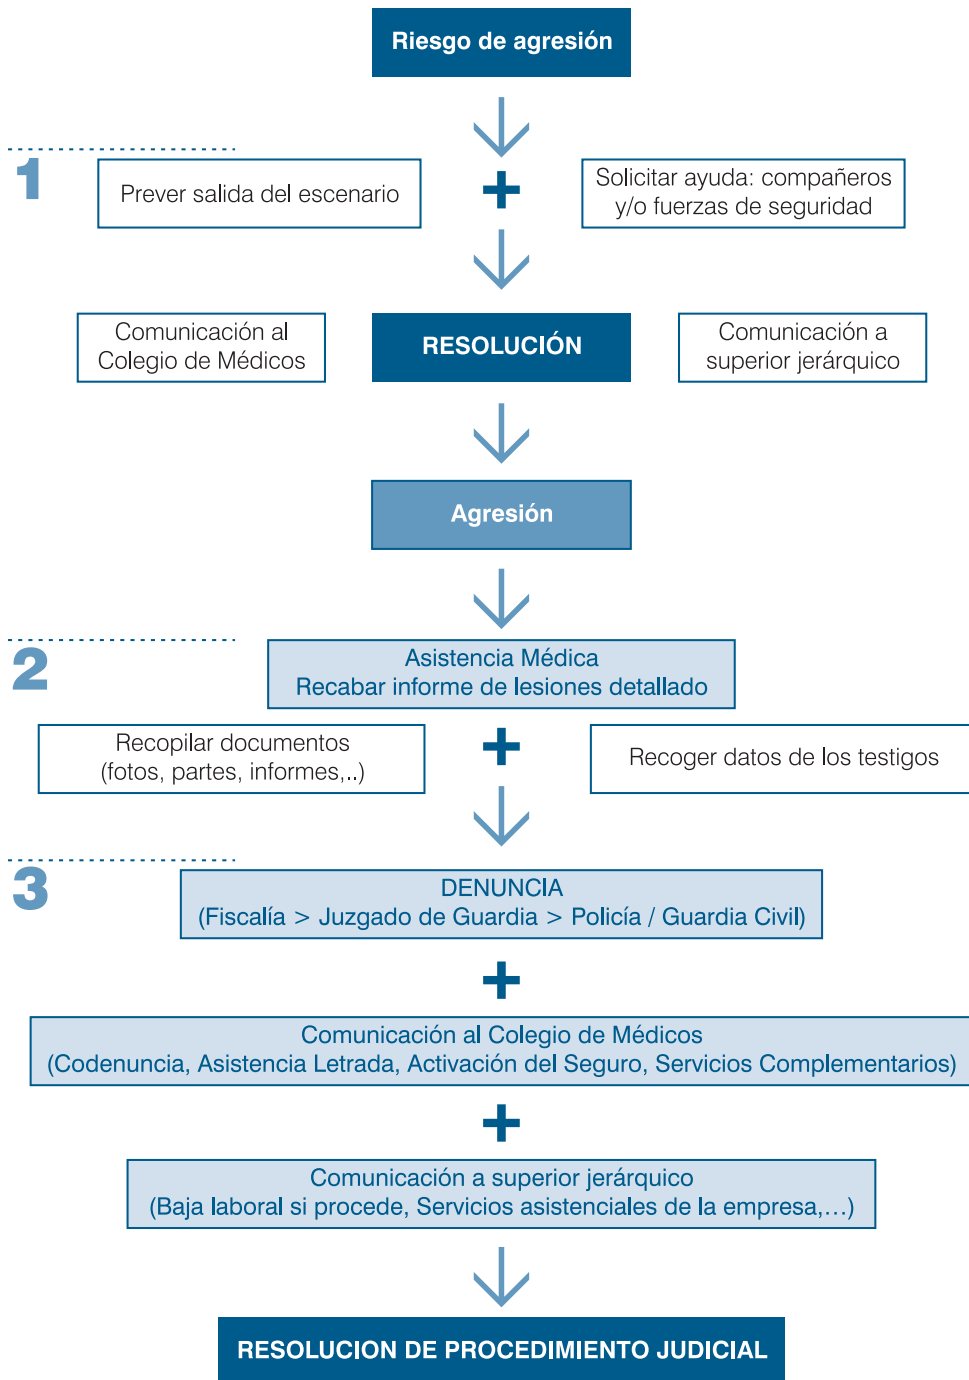 Riesgo de agresión
1
Prever salida del escenario
+
Solicitar ayuda: compañeros
y/o fuerzas de seguridad
Comunicación al
Colegio de Médicos
RESOLUCIÓN
Comunicación a
superior jerárquico
Agresión
2
Asistencia Médica
Recabar informe de lesiones detallado
Recopilar documentos
(fotos, partes, informes,..)
+
Recoger datos de los testigos
3
DENUNCIA
(Fiscalía > Juzgado de Guardia > Policía / Guardia Civil)
+
Comunicación al Colegio de Médicos
(Codenuncia, Asistencia Letrada, Activación del Seguro, Servicios Complementarios)
+
Comunicación a superior jerárquico
(Baja laboral si procede, Servicios asistenciales de la empresa,...)
RESOLUCION DE PROCEDIMIENTO JUDICIAL